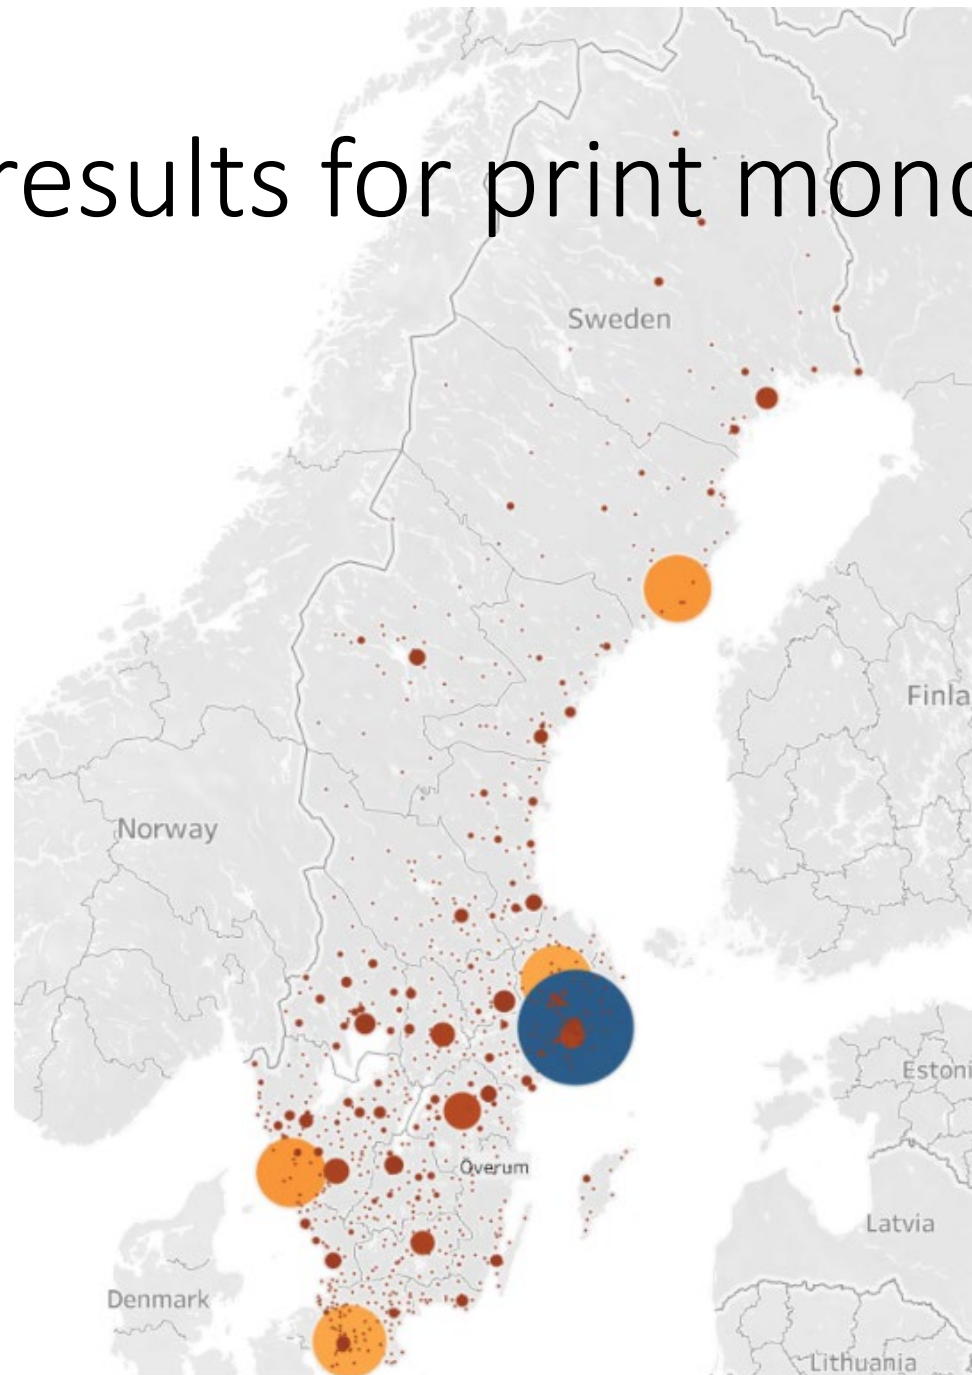 results for print mono
Sweden
Finla
Norway
Estoni
Överum
Latvia
Denmark
Lithuania